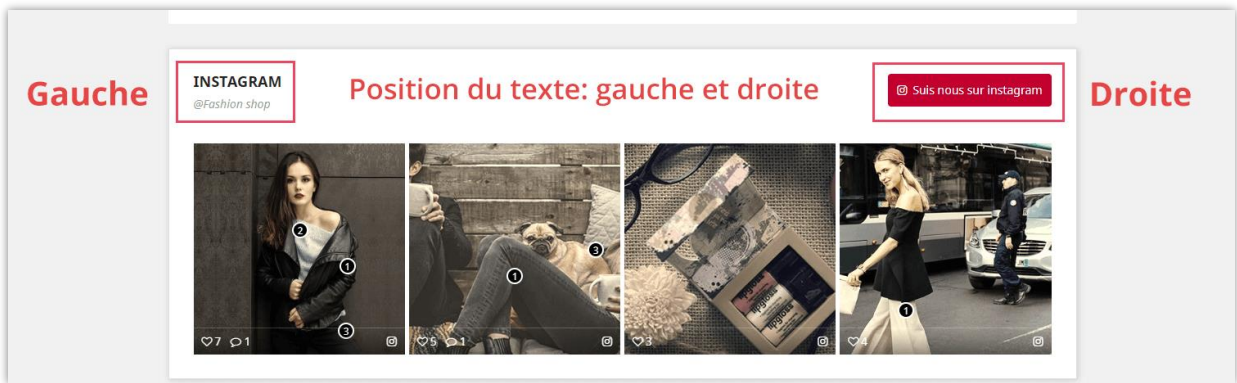 Gauche
INSTAGRAM
@Fashion shop
Position du texte: gauche et droite
Suis nous sur instagram
Droite
2
1
3
7 1
1
3
5 1
3
1
4